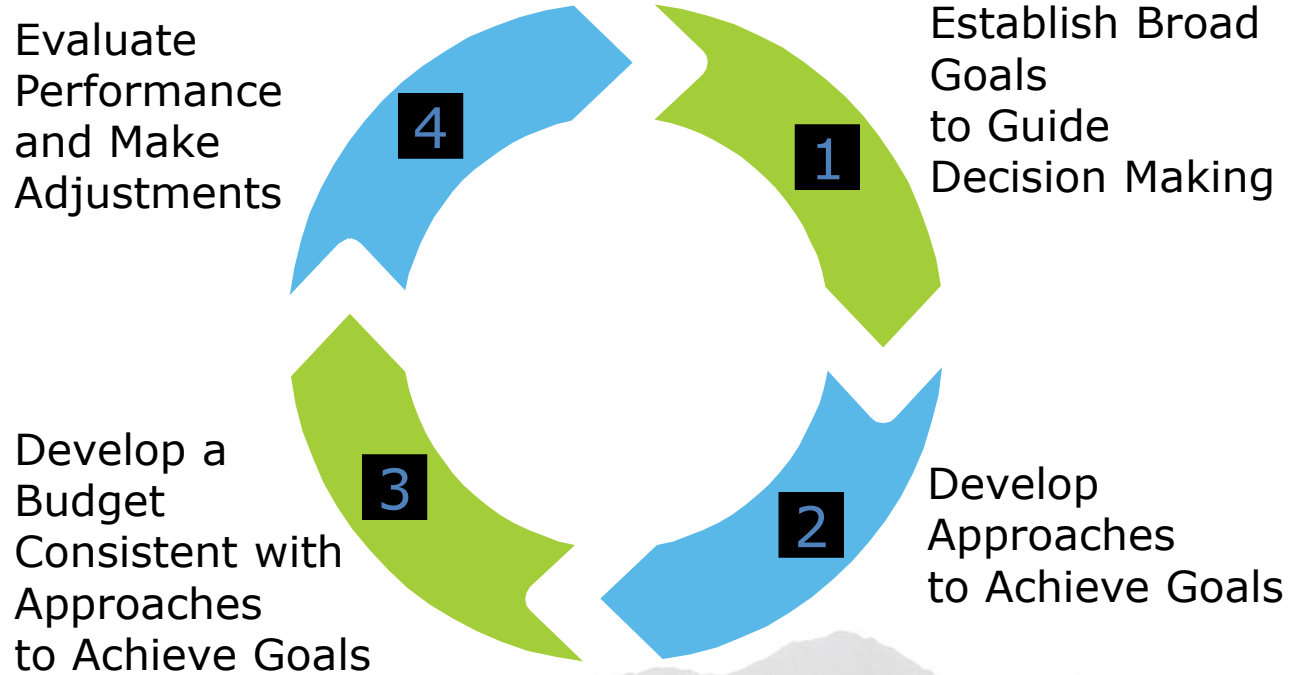 1
Establish Broad
Goals
to Guide
Decision Making
2
Develop
Approaches
to Achieve Goals
3
Develop a
Budget
Consistent with
Approaches
to Achieve Goals
4
Evaluate
Performance
and Make
Adjustments